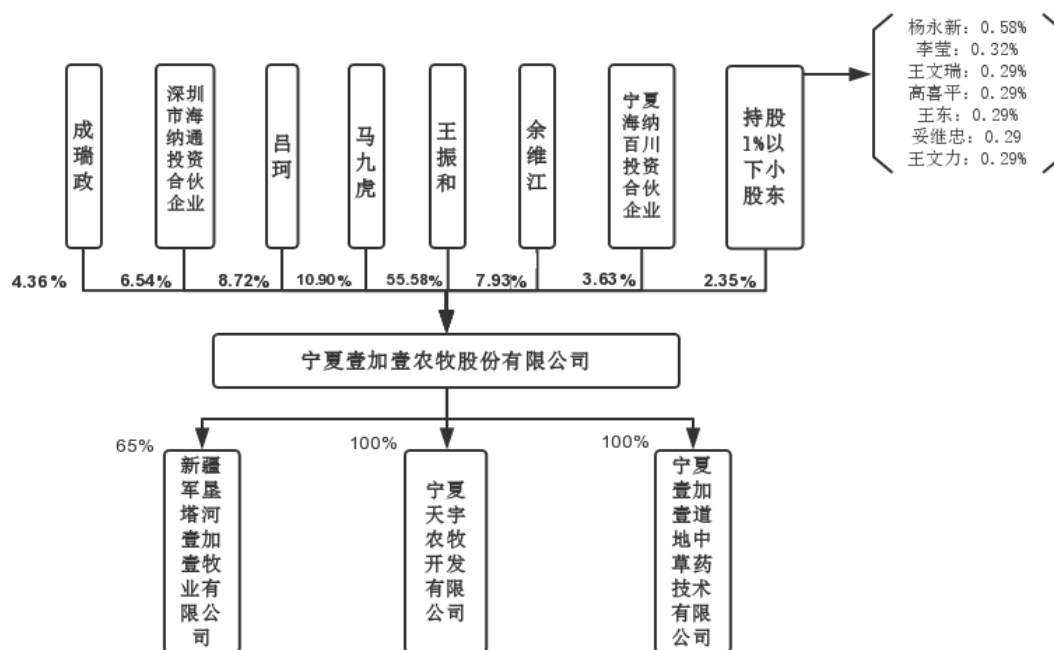 杨永新：0.58%
李莹：0.32%
王文瑞：0.29%
高喜平：0.29%
王东：0.29%
妥继忠：0.29
王文力：0.29%
成瑞政
深圳
市海
纳通
投资
合伙
企业
吕珂
马九虎
王振和
余维江
宁夏
海纳
百川
投资
合伙
企业
持股
1%以
下小
股东
4.36%
6.54%
8.72%
10.90%
55.58%
7.93%
3.63%
2.35%
宁夏壹加壹农牧股份有限公司
65%
100%
100%
新疆
军垦
塔河
壹加
壹牧
业有
限公
司
宁夏
天宇
农牧
开发
有限
公司
宁夏
壹加
壹道
地中
草药
技术
有限
公司